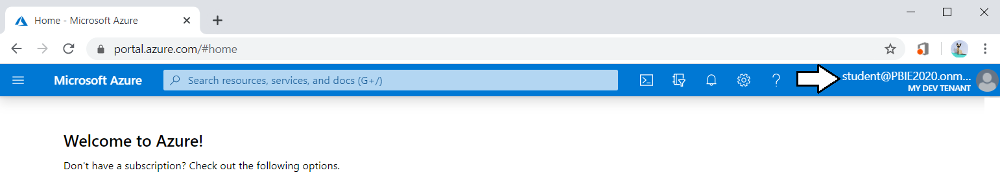 Home - Microsoft Azure
portal.azure.com/#home
Microsoft Azure
Search resources, services, and docs (G+/)
student@PBIE2020.onm...
MY DEV TENANT
Welcome to Azure!
Don't have a subscription? Check out the following options.